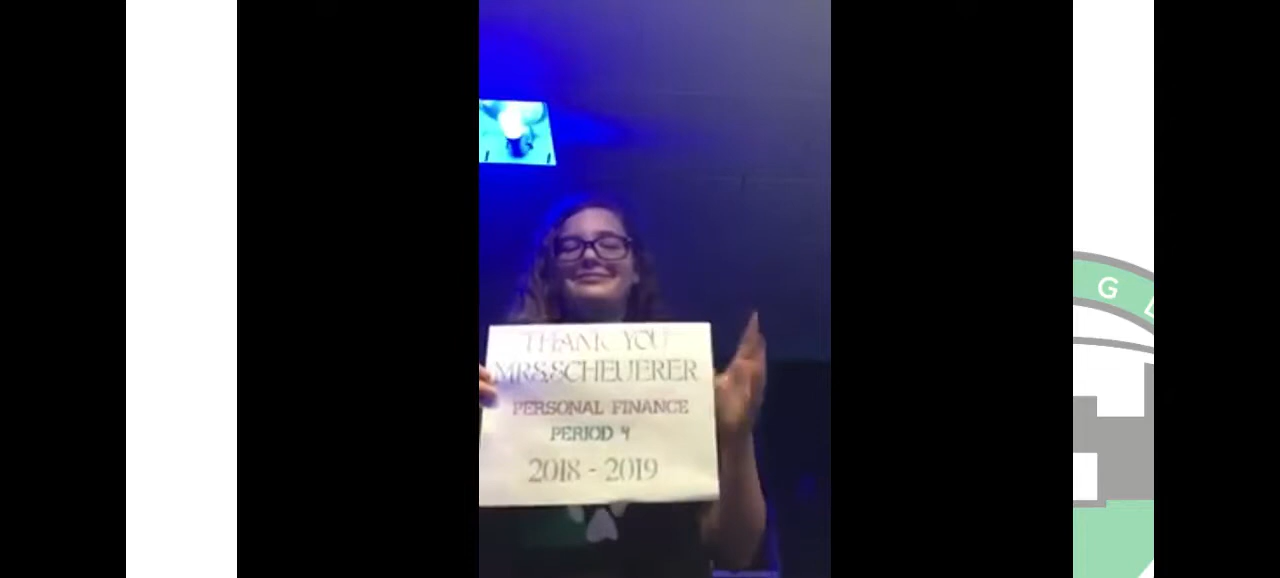 THANK YOU
MRS.SCHEUERER
PERSONAL FINANCE
PERIOD 4
2018 - 2019
G